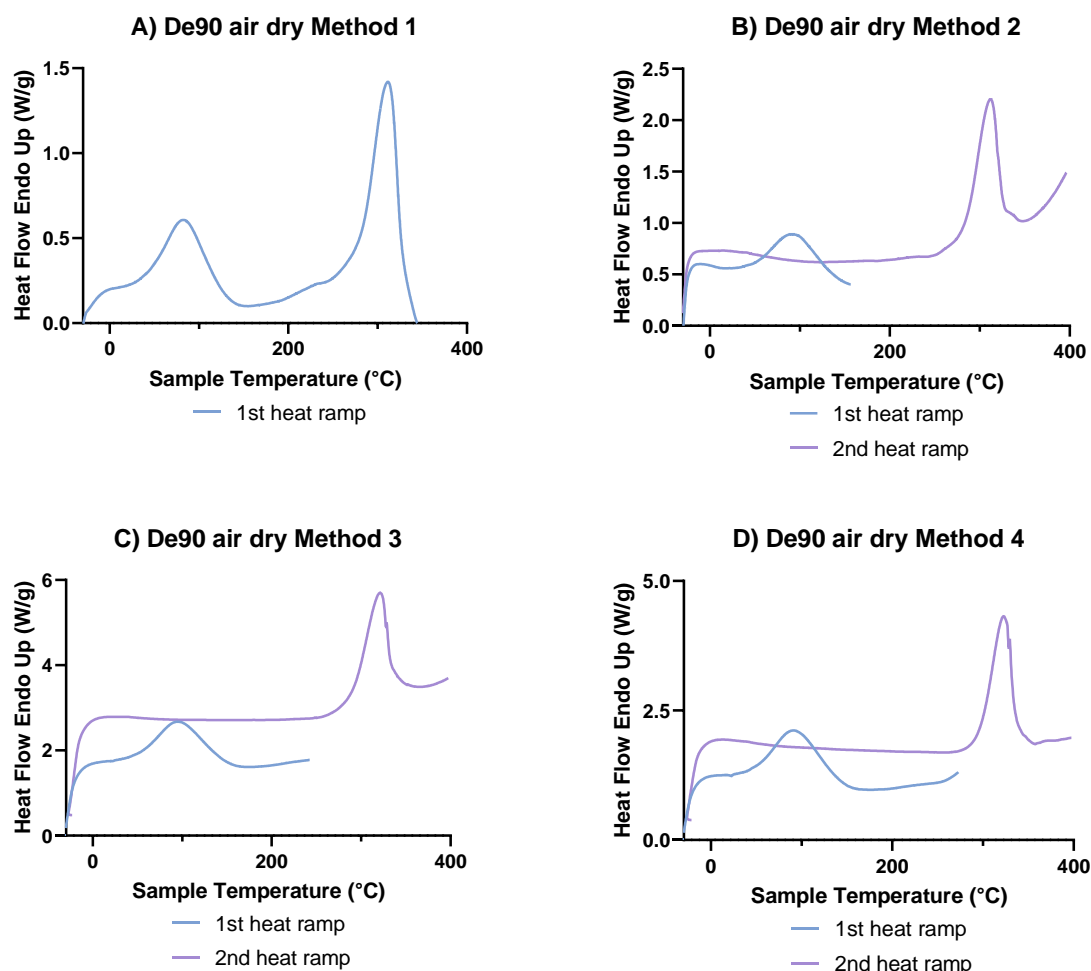 A) De90 air dry Method 1
Heat Flow Endo Up (W/g)
1.5
1.0
0.5
0.0
0
200
400
Sample Temperature (°C)
1st heat ramp
B) De90 air dry Method 2
Heat Flow Endo Up (W/g)
2.5
2.0
1.5
1.0
0.5
0.0
0
200
400
Sample Temperature (°C)
1st heat ramp
2nd heat ramp
C) De90 air dry Method 3
Heat Flow Endo Up (W/g)
6
4
2
0
0
200
400
Sample Temperature (°C)
1st heat ramp
2nd heat ramp
D) De90 air dry Method 4
Heat Flow Endo Up (W/g)
5.0
2.5
0.0
0
200
400
Sample Temperature (°C)
1st heat ramp
2nd heat ramp